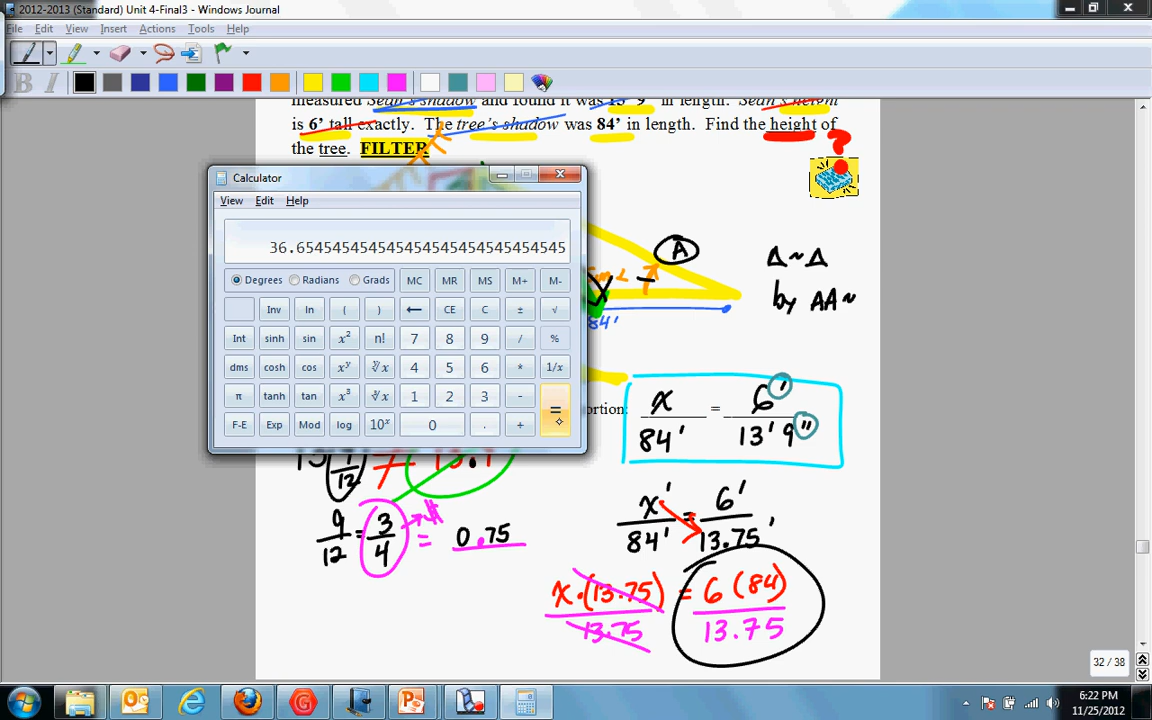 2012-2013 (Standard) Unit 4-Final3 - Windows Journal
File Edit View Insert Actions Tools Help
B I
measured Sean's shadow and found it was 13' 9" in length. Sean's height
is 6' tall exactly. The tree's shadow was 84' in length. Find the height of
the tree. FILTER
?
Calculator
View Edit Help
36.654545454545454545454545454545
Degrees Radians Grads MC MR MS M+ M-
Inv ln ( ) ← CE C ± √
Int sinh sin x² n! 7 8 9 / %
dms cosh cos 4 5 6 * 1/x
π tanh tan x³ 1 2 3 - =
F-E Exp Mod log 10ˣ 0 . +
A
Δ~Δ
by AA~
84'
x/84' = 6'/13' 9"
9/12 = 3/4 = 0.75
x'/84' = 6'/13.75'
x·(13.75)/13.75 = 6(84)/13.75
32 / 38
6:22 PM
11/25/2012